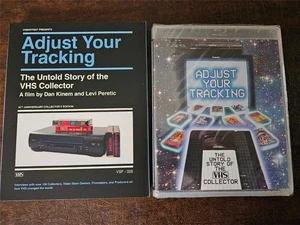 Adjust Your
Tracking
The Untold Story of the
VHS Collector
A film by Dan Kinem and Levi Peretic
VHS
ADJUST
YOUR
TRACKING
THE UNTOLD
STORY OF THE
VHS
COLLECTOR